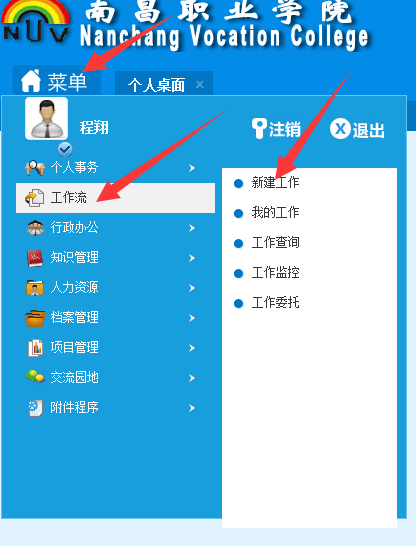 南昌职业学院
NUV
Nanchang Vocation College
菜单
个人桌面 x
程翔
注销
退出
个人事务
工作流
行政办公
知识管理
人力资源
档案管理
项目管理
交流园地
附件程序
新建工作
我的工作
工作查询
工作监控
工作委托